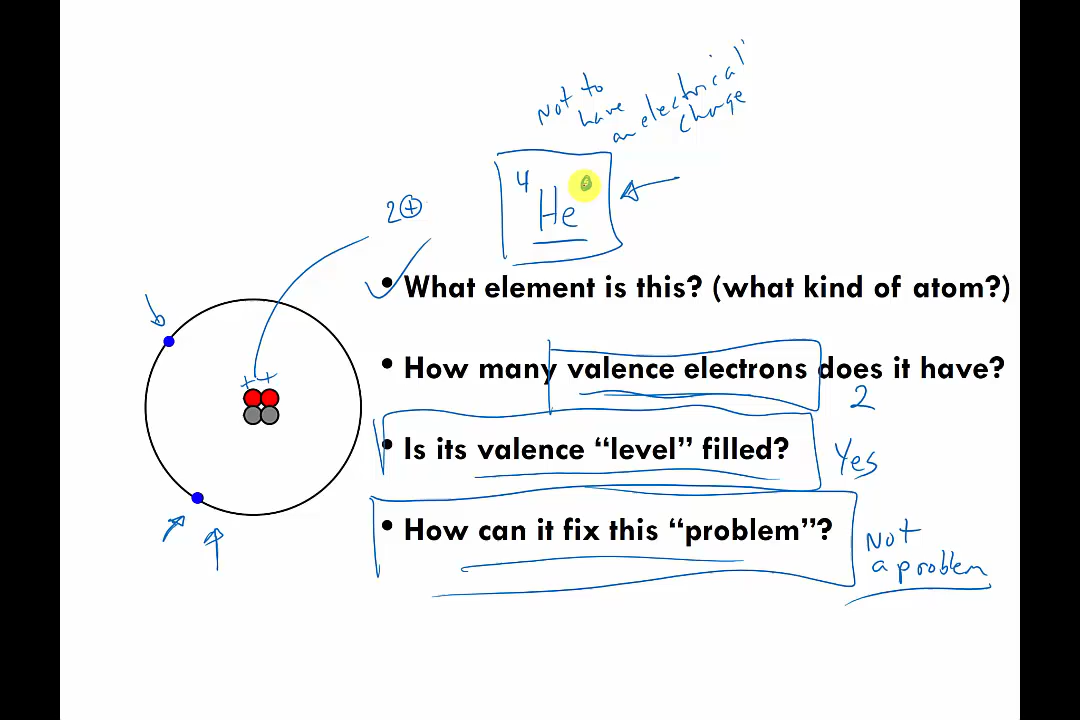 Not to
have
an electrical
charge
4 He 0
2 +
• What element is this? (what kind of atom?)
• How many valence electrons does it have?
2
• Is its valence “level” filled?
Yes
• How can it fix this “problem”?
Not
a problem
+ +